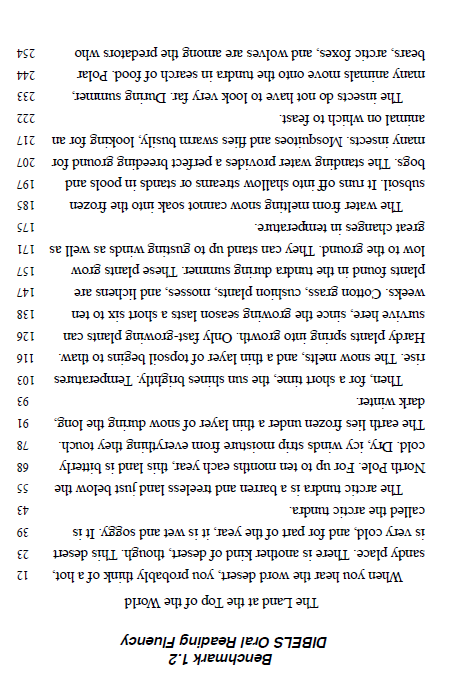 Benchmark 1.2
DIBELS Oral Reading Fluency
The Land at the Top of the World
When you hear the word desert, you probably think of a hot, 12
sandy place. There is another kind of desert, though. This desert 23
is very cold, and for part of the year, it is wet and soggy. It is 39
called the arctic tundra. 43
The arctic tundra is a barren and treeless land just below the 55
North Pole. For up to ten months each year, this land is bitterly 68
cold. Dry, icy winds strip moisture from everything they touch. 78
The earth lies frozen under a thin layer of snow during the long, 91
dark winter. 93
Then, for a short time, the sun shines brightly. Temperatures 103
rise. The snow melts, and a thin layer of topsoil begins to thaw. 116
Hardy plants spring into growth. Only fast-growing plants can 126
survive here, since the growing season lasts a short six to ten 138
weeks. Cotton grass, cushion plants, mosses, and lichens are 147
plants found in the tundra during summer. These plants grow 157
low to the ground. They can stand up to gusting winds as well as 171
great changes in temperature. 175
The water from melting snow cannot soak into the frozen 185
subsoil. It runs off into shallow streams or stands in pools and 197
bogs. The standing water provides a perfect breeding ground for 207
many insects. Mosquitoes and flies swarm busily, looking for an 217
animal on which to feast. 222
The insects do not have to look very far. During summer, 233
many animals move onto the tundra in search of food. Polar 244
bears, arctic foxes, and wolves are among the predators who 254